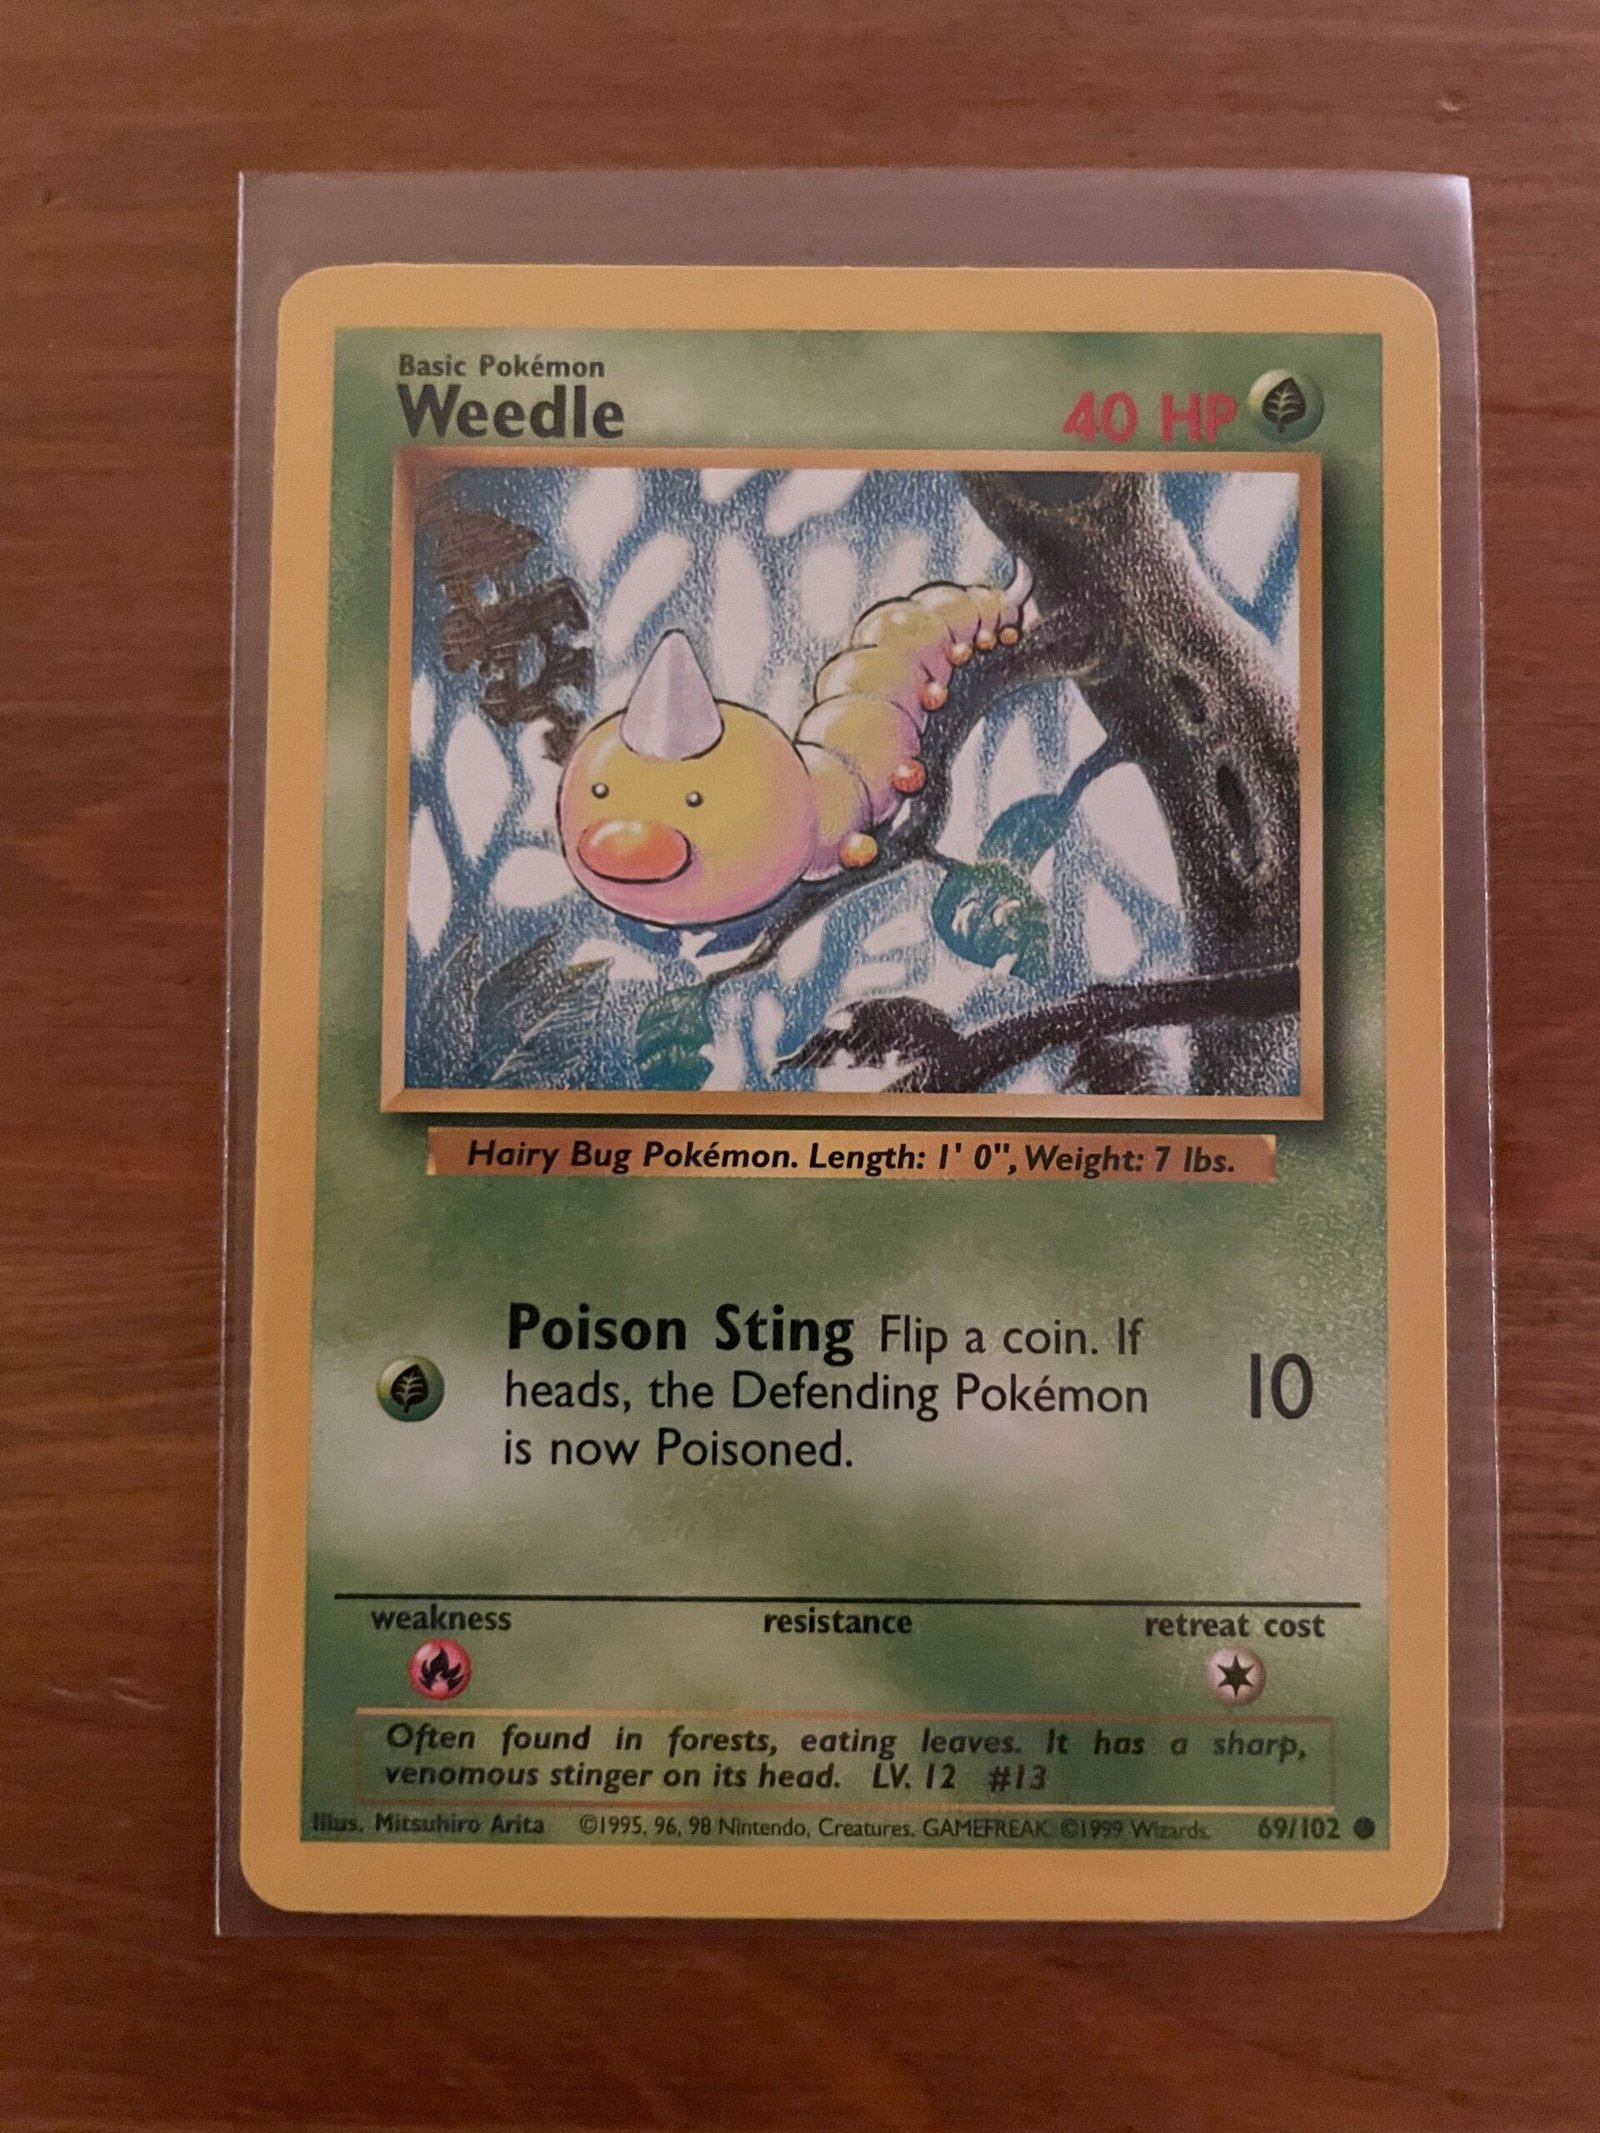 Basic Pokémon
Weedle
40 HP
Hairy Bug Pokémon. Length: 1' 0", Weight: 7 lbs.
Poison Sting Flip a coin. If
heads, the Defending Pokémon
is now Poisoned.
10
weakness
resistance
retreat cost
Often found in forests, eating leaves. It has a sharp,
venomous stinger on its head. LV. 12 #13
Illus. Mitsuhiro Arita ©1995, 96, 98 Nintendo, Creatures, GAMEFREAK. ©1999 Wizards. 69/102